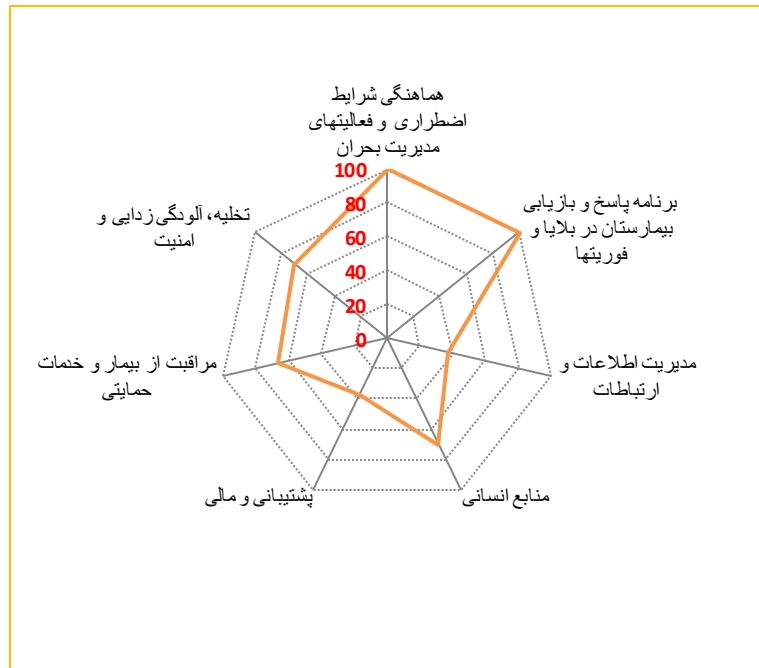 هماهنگی شرایط
اضطراری و فعالیتهای
مدیریت بحران
برنامه پاسخ و بازیابی
بیمارستان در بلایا و
فوریتها
مدیریت اطلاعات و
ارتباطات
منابع انسانی
پشتیبانی و مالی
مراقبت از بیمار و خدمات
حمایتی
تخلیه، آلودگی زدایی و
امنیت
100
80
60
40
20
0